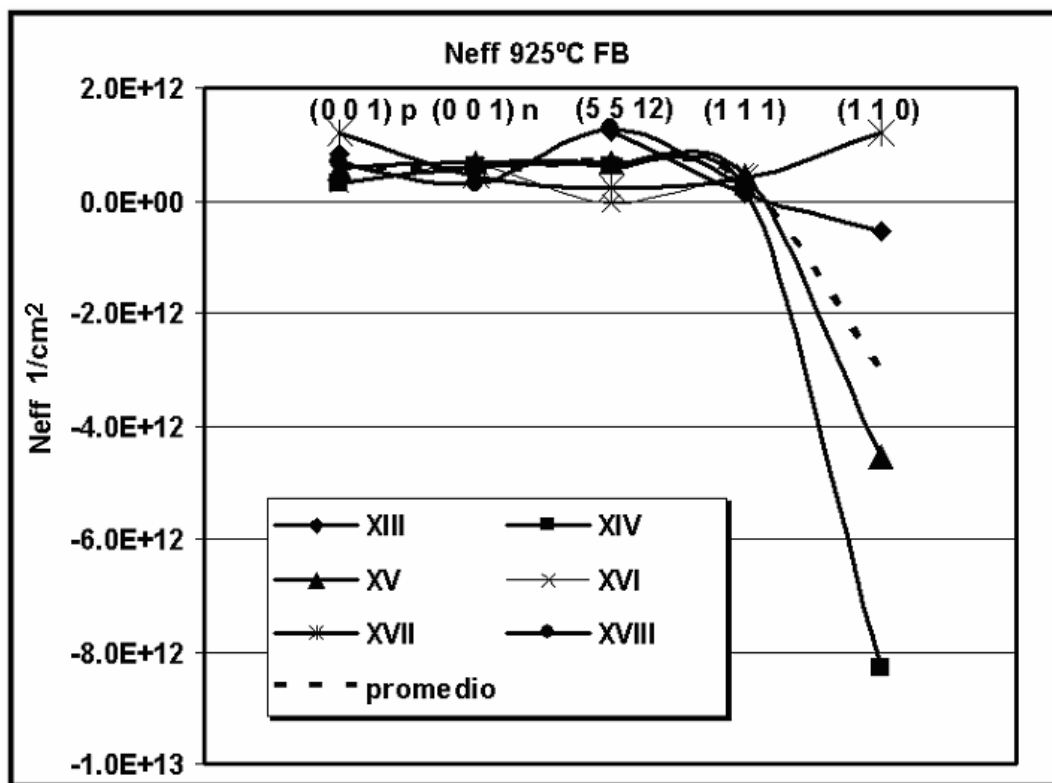 Neff 925ºC FB
2.0E+12
(0 0 1) p (0 0 1) n (5 5 12) (1 1 1) (1 1 0)
0.0E+00
-2.0E+12
-4.0E+12
-6.0E+12
-8.0E+12
-1.0E+13
Neff 1/cm²
XIII XIV
XV XVI
XVII XVIII
promedio